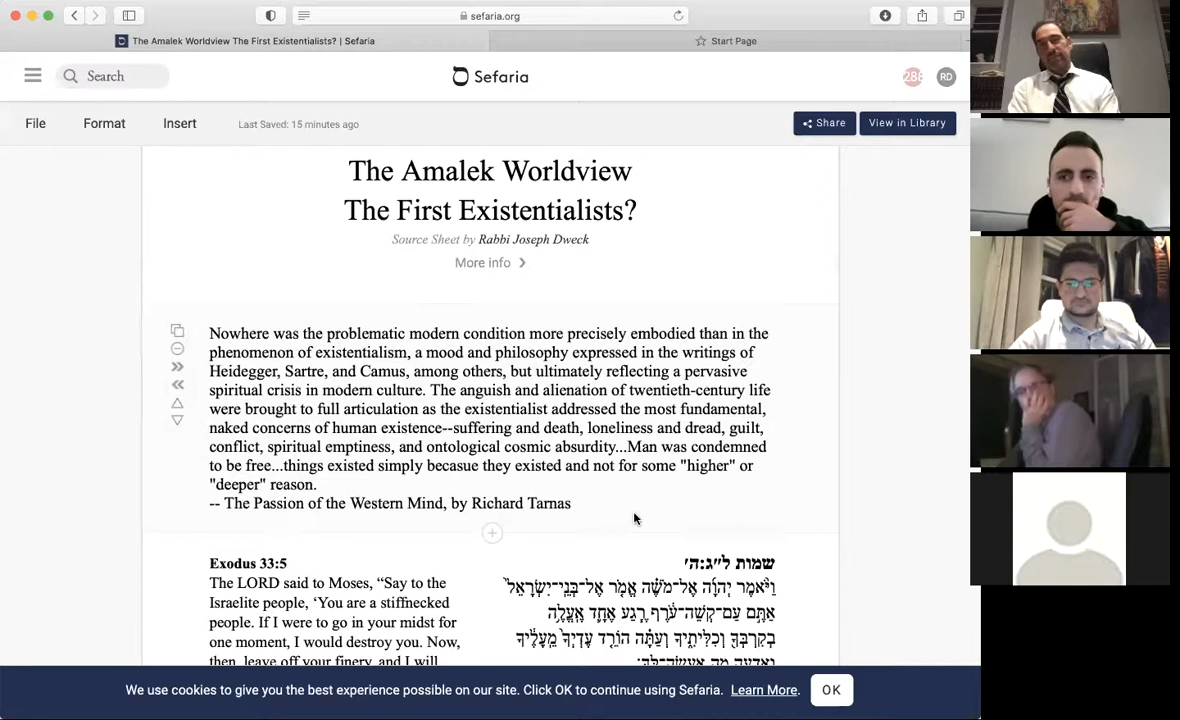 sefaria.org
The Amalek Worldview The First Existentialists? | Sefaria
Start Page
Search
Sefaria
286
RD
File
Format
Insert
Last Saved: 15 minutes ago
Share
View in Library
The Amalek Worldview
The First Existentialists?
Source Sheet by Rabbi Joseph Dweck
More info
Nowhere was the problematic modern condition more precisely embodied than in the
phenomenon of existentialism, a mood and philosophy expressed in the writings of
Heidegger, Sartre, and Camus, among others, but ultimately reflecting a pervasive
spiritual crisis in modern culture. The anguish and alienation of twentieth-century life
were brought to full articulation as the existentialist addressed the most fundamental,
naked concerns of human existence--suffering and death, loneliness and dread, guilt,
conflict, spiritual emptiness, and ontological cosmic absurdity...Man was condemned
to be free...things existed simply becasue they existed and not for some "higher" or
"deeper" reason.
-- The Passion of the Western Mind, by Richard Tarnas
Exodus 33:5
The LORD said to Moses, “Say to the
Israelite people, ‘You are a stiffnecked
people. If I were to go in your midst for
one moment, I would destroy you. Now,
then, leave off your finery, and I will
שמות ל״ג:ה׳
וַיֹּ֨אמֶר יְהוָ֜ה אֶל־מֹשֶׁ֗ה אֱמֹ֤ר אֶל־בְּנֵֽי־יִשְׂרָאֵל֙
אַתֶּ֣ם עַם־קְשֵׁה־עֹ֔רֶף רֶ֧גַע אֶחָ֛ד אֶֽעֱלֶ֥ה
בְקִרְבְּךָ֖ וְכִלִּיתִ֑יךָ וְעַתָּ֗ה הוֹרֵ֤ד עֶדְיְךָ֙ מֵֽעָלֶ֔יךָ
We use cookies to give you the best experience possible on our site. Click OK to continue using Sefaria. Learn More.
OK